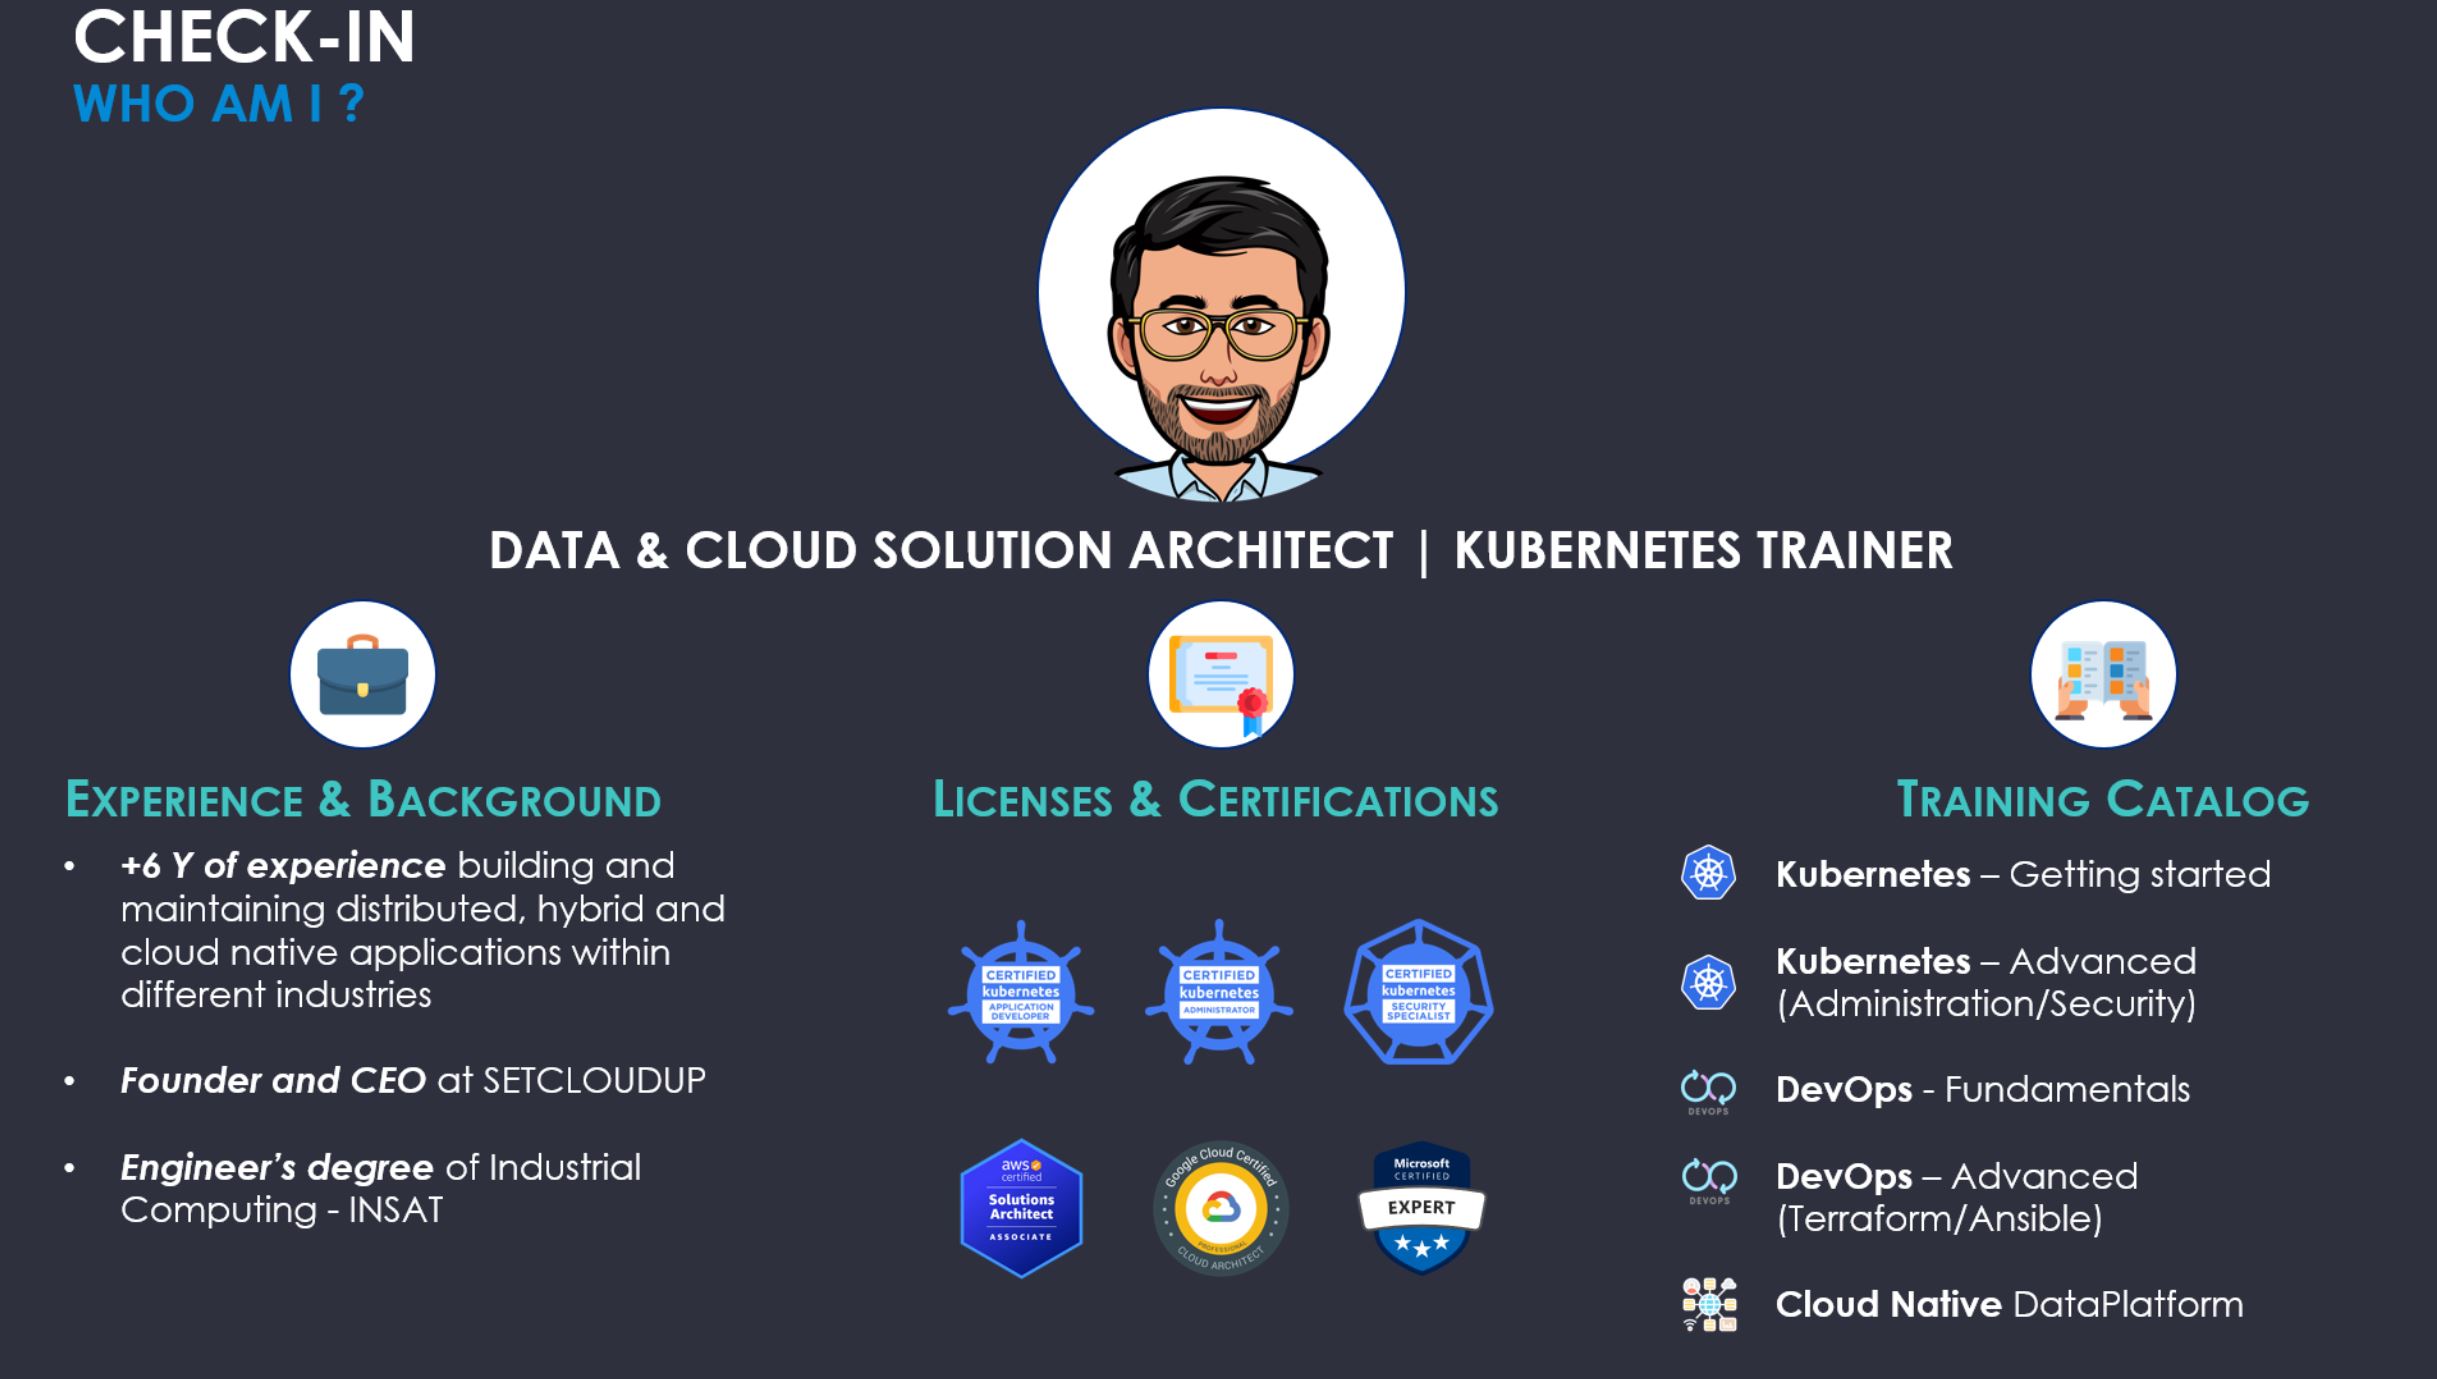 CHECK-IN
WHO AM I ?
DATA & CLOUD SOLUTION ARCHITECT | KUBERNETES TRAINER
EXPERIENCE & BACKGROUND
• +6 Y of experience building and
maintaining distributed, hybrid and
cloud native applications within
different industries
• Founder and CEO at SETCLOUDUP
• Engineer's degree of Industrial
Computing - INSAT
LICENSES & CERTIFICATIONS
CERTIFIED
kubernetes
APPLICATION
DEVELOPER
CERTIFIED
kubernetes
ADMINISTRATOR
CERTIFIED
kubernetes
SECURITY
SPECIALIST
aws
certified
Solutions
Architect
ASSOCIATE
Google Cloud Certified
PROFESSIONAL
CLOUD ARCHITECT
Microsoft
CERTIFIED
EXPERT
TRAINING CATALOG
Kubernetes – Getting started
Kubernetes – Advanced
(Administration/Security)
DEVOPS
DevOps - Fundamentals
DEVOPS
DevOps – Advanced
(Terraform/Ansible)
Cloud Native DataPlatform